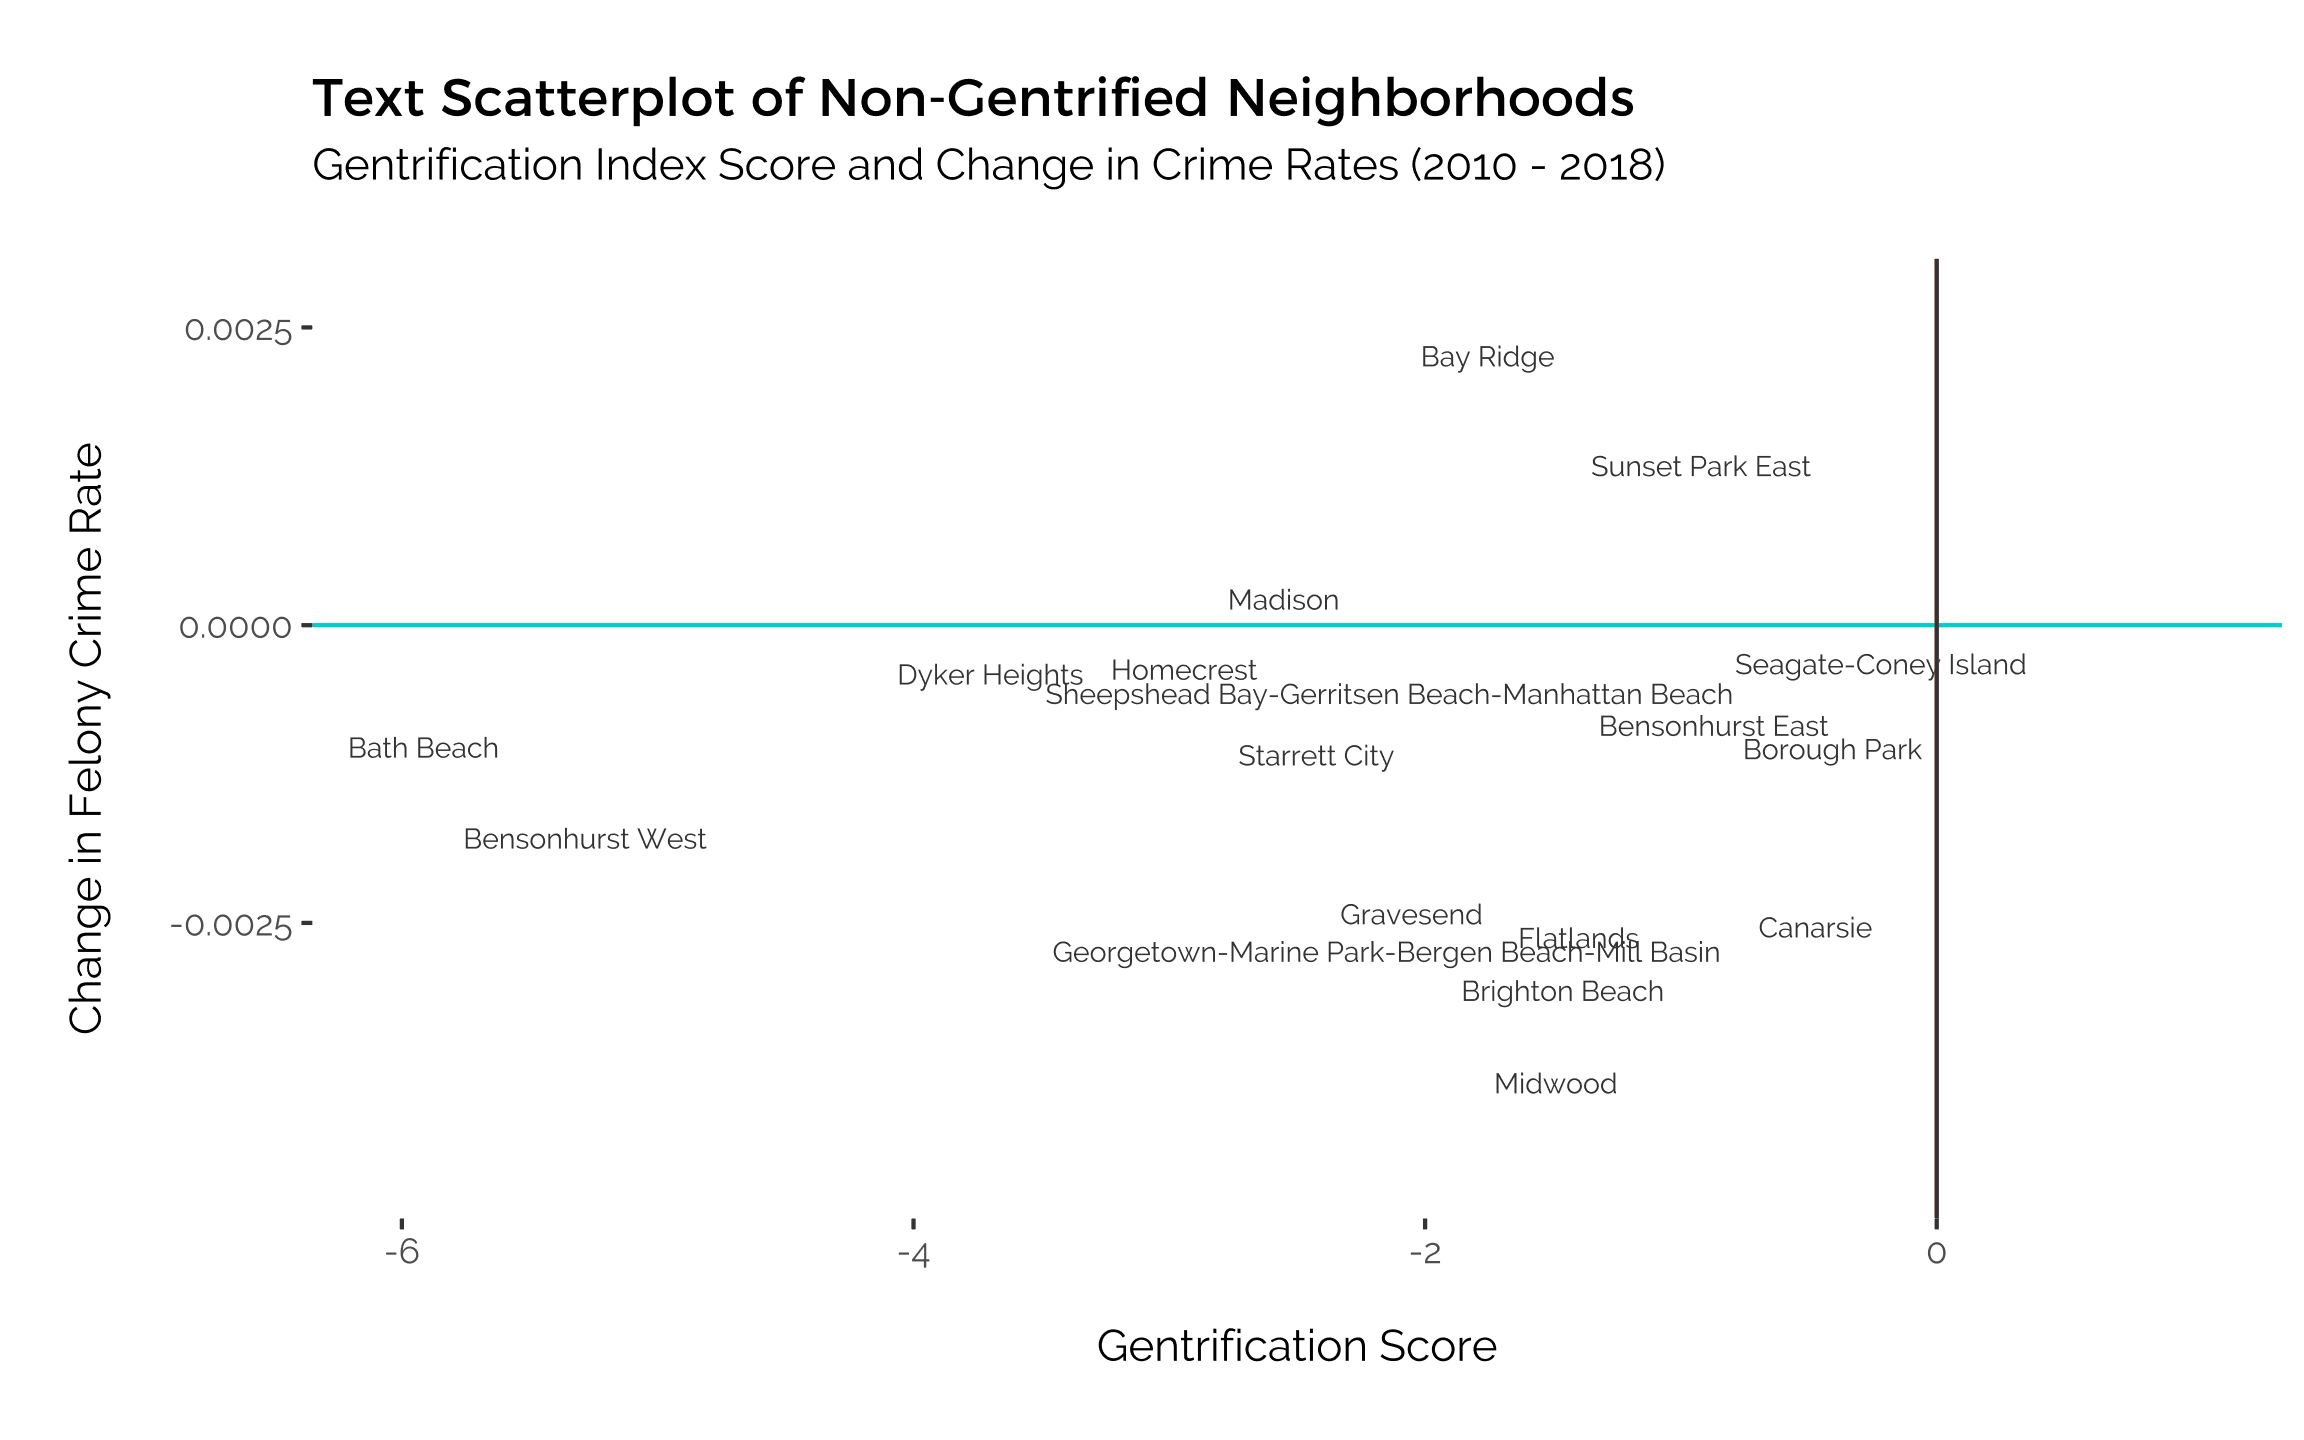 Text Scatterplot of Non-Gentrified Neighborhoods
Gentrification Index Score and Change in Crime Rates (2010 - 2018)
Change in Felony Crime Rate
0.0025
Bay Ridge
Sunset Park East
Madison
0.0000
Seagate-Coney Island
Homecrest
Dyker Heights
Sheepshead Bay-Gerritsen Beach-Manhattan Beach
Bensonhurst East
Bath Beach
Borough Park
Starrett City
Bensonhurst West
Gravesend
-0.0025
Canarsie
Flatlands
Georgetown-Marine Park-Bergen Beach-Mill Basin
Brighton Beach
Midwood
-6
-4
-2
0
Gentrification Score